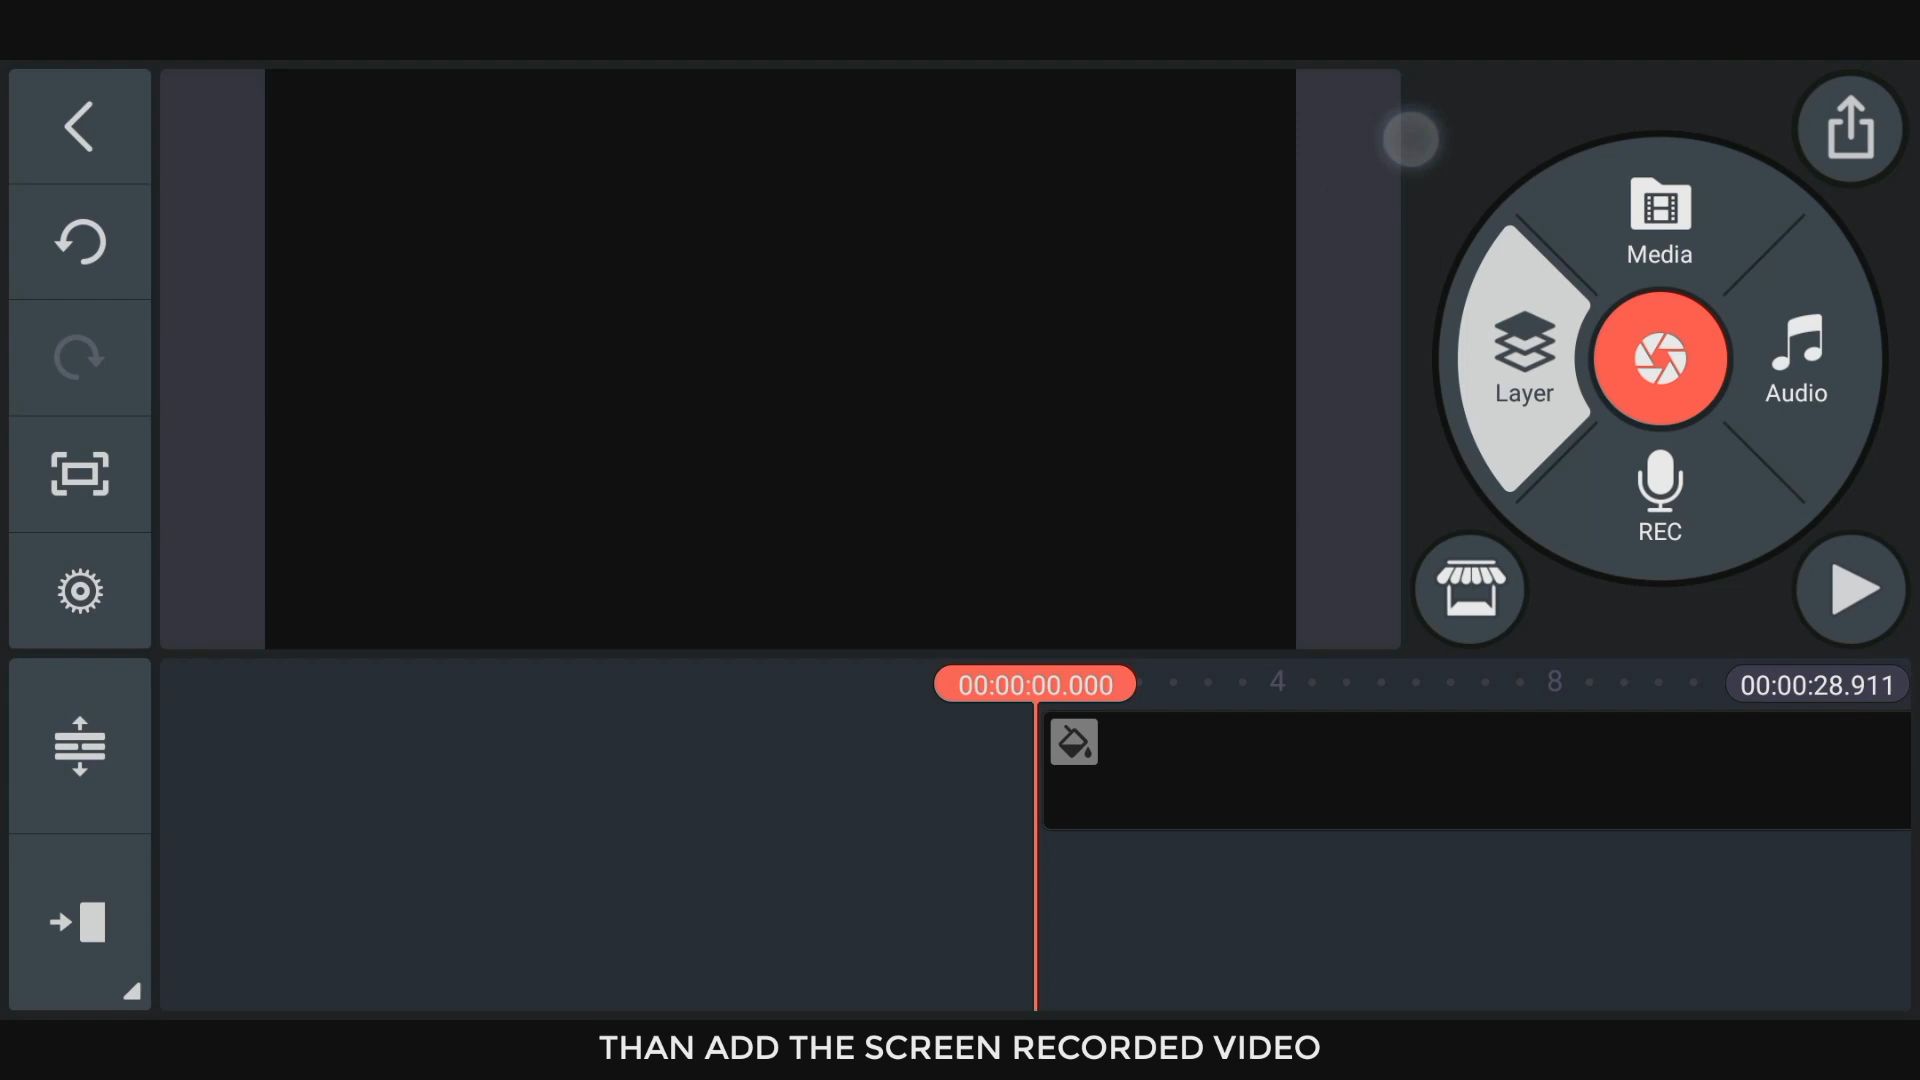 Media
Layer
Audio
REC
00:00:00.000
4
8
00:00:28.911
THAN ADD THE SCREEN RECORDED VIDEO